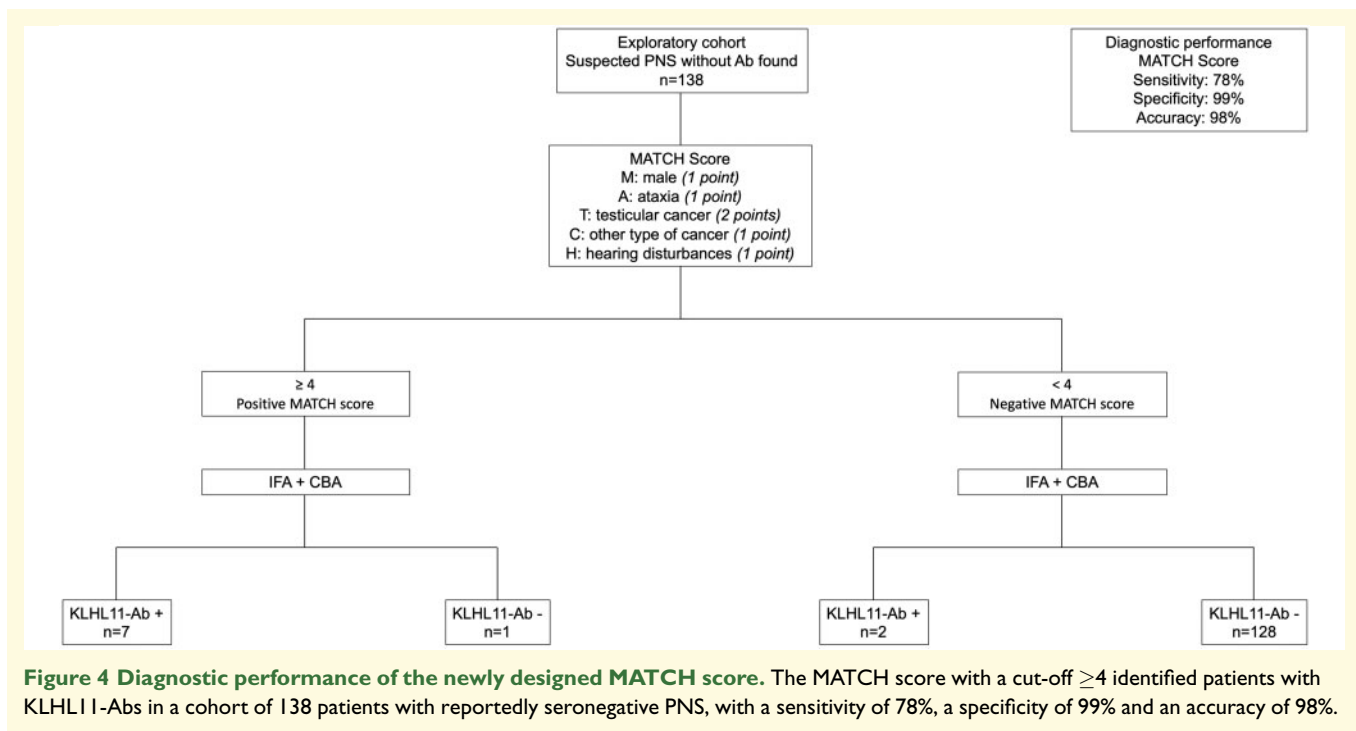 Exploratory cohort
Suspected PNS without Ab found
n=138
Diagnostic performance
MATCH Score
Sensitivity: 78%
Specificity: 99%
Accuracy: 98%
MATCH Score
M: male (1 point)
A: ataxia (1 point)
T: testicular cancer (2 points)
C: other type of cancer (1 point)
H: hearing disturbances (1 point)
≥ 4
Positive MATCH score
< 4
Negative MATCH score
IFA + CBA
IFA + CBA
KLHL11-Ab +
n=7
KLHL11-Ab -
n=1
KLHL11-Ab +
n=2
KLHL11-Ab -
n=128
Figure 4 Diagnostic performance of the newly designed MATCH score. The MATCH score with a cut-off ≥4 identified patients with
KLHL11-Abs in a cohort of 138 patients with reportedly seronegative PNS, with a sensitivity of 78%, a specificity of 99% and an accuracy of 98%.